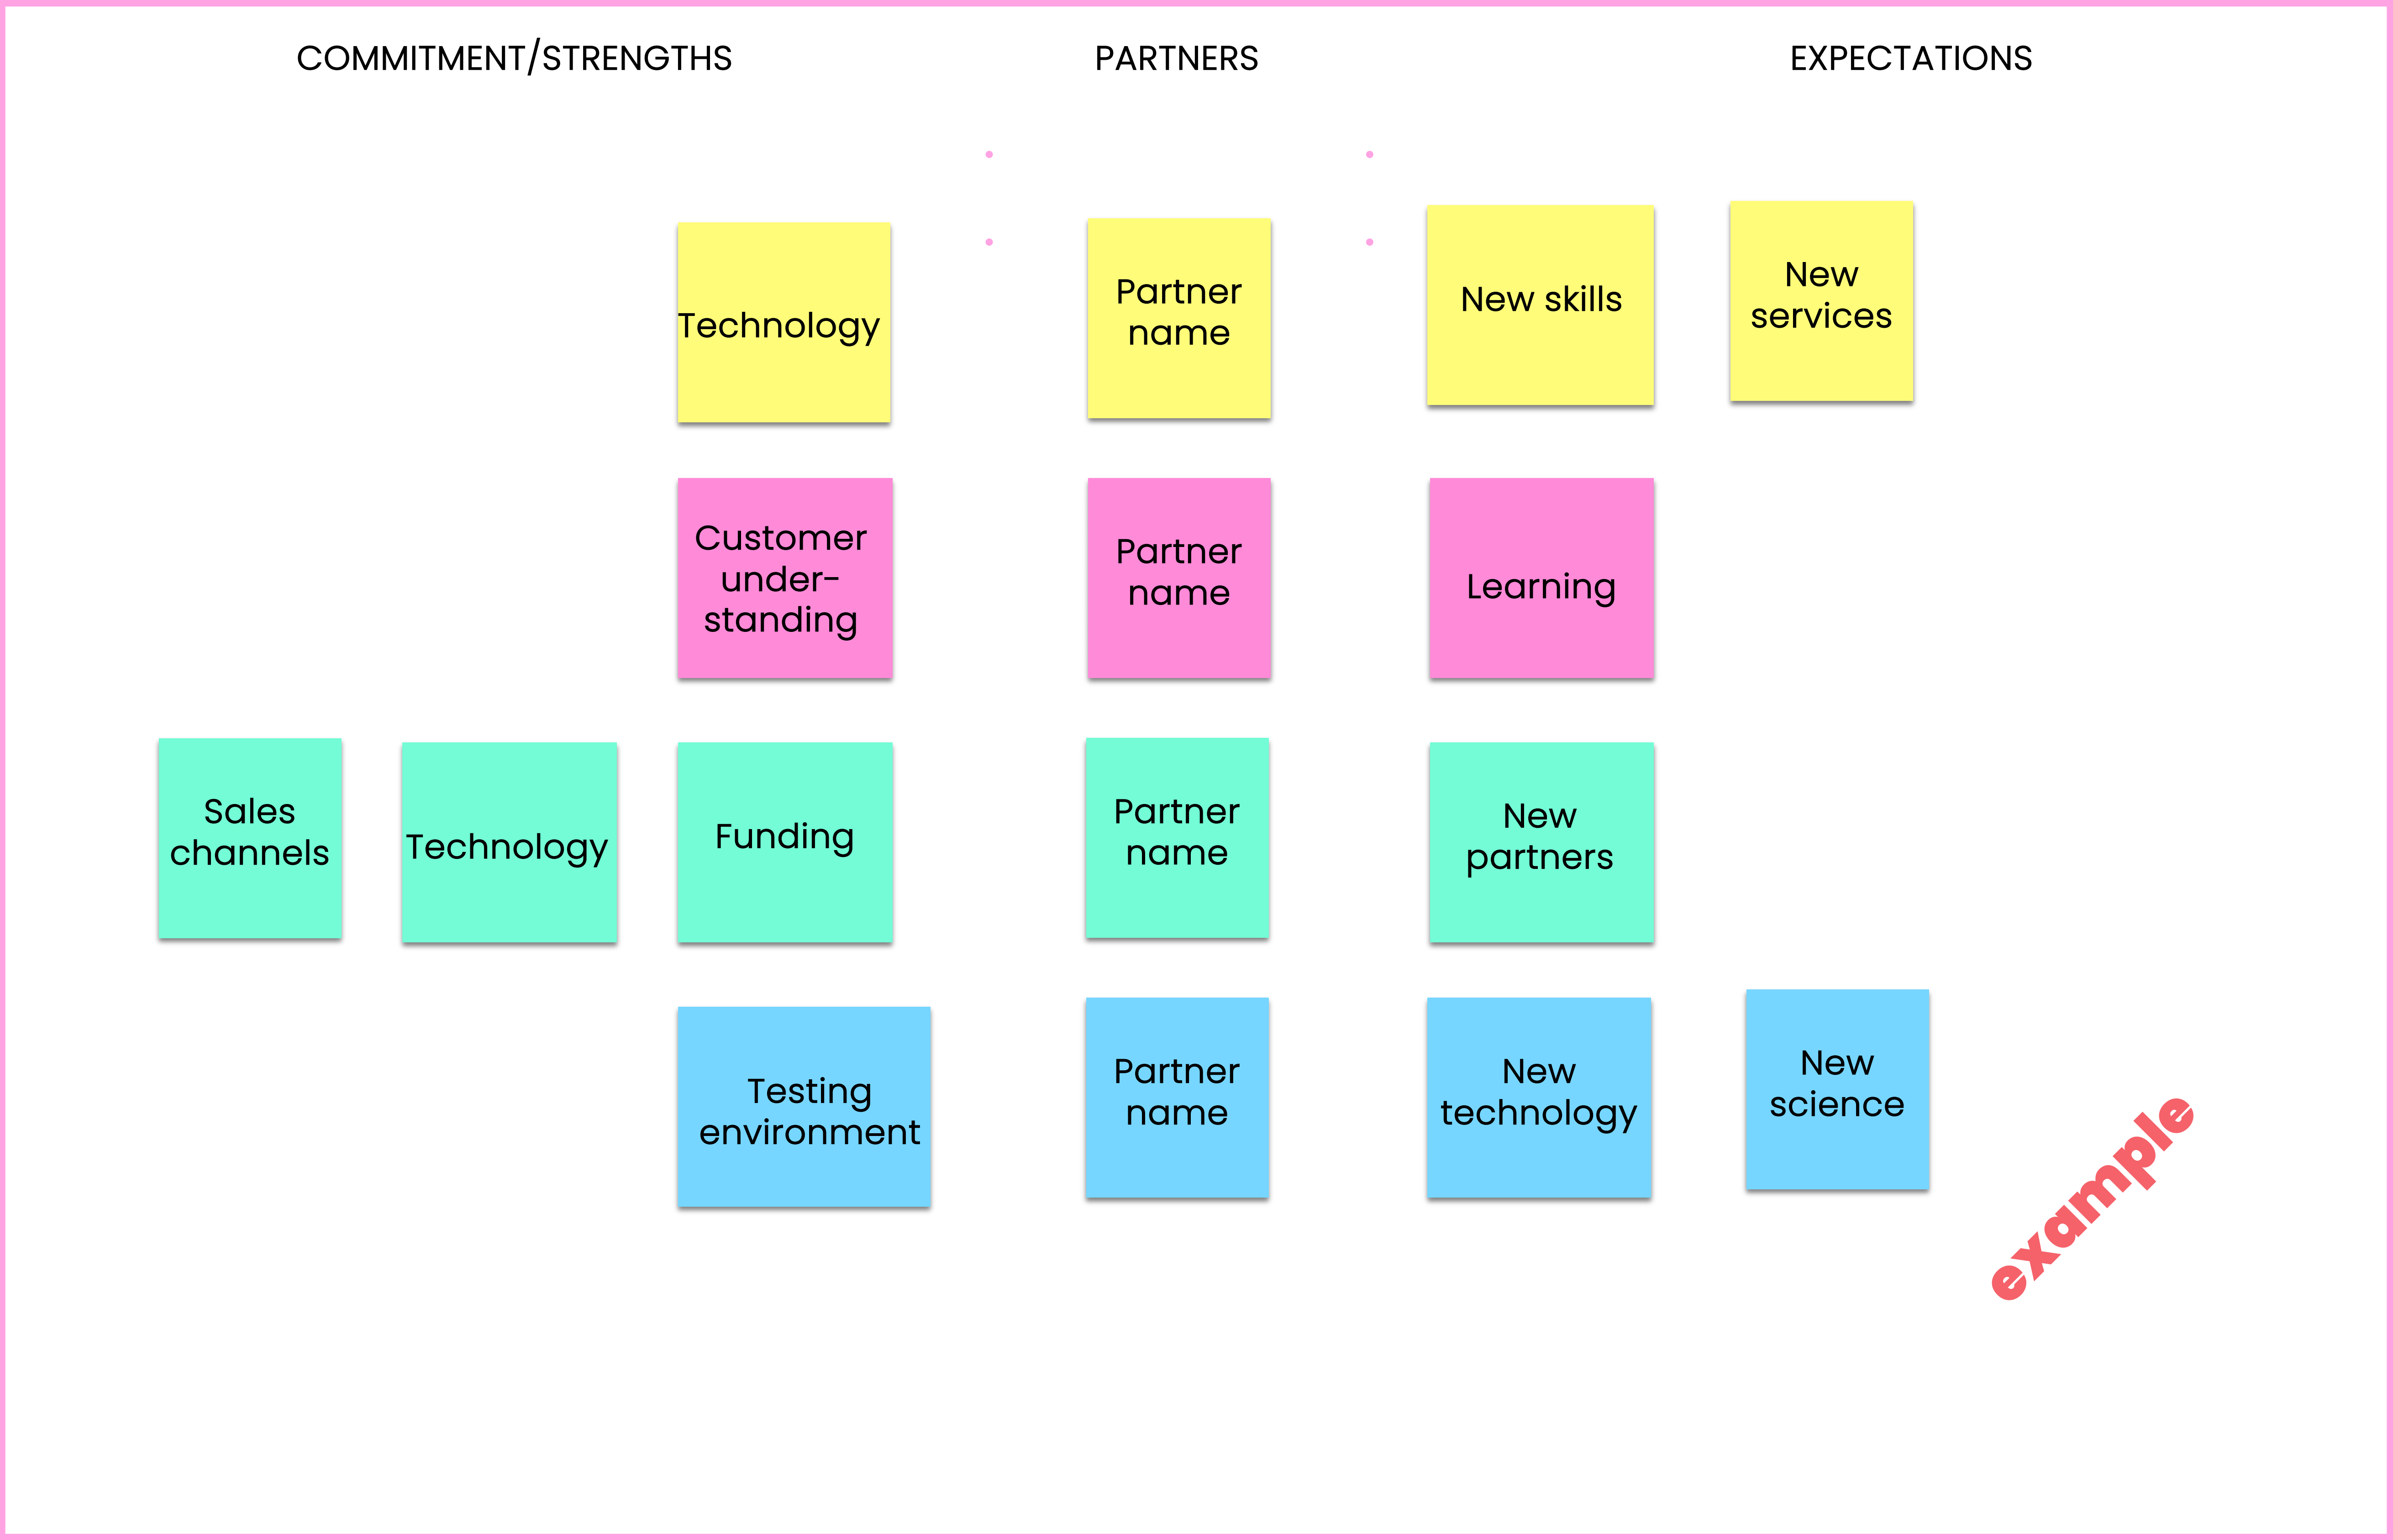 COMMITMENT/STRENGTHS
PARTNERS
EXPECTATIONS
Technology
Partner
name
New skills
New
services
Customer
under-
standing
Partner
name
Learning
Sales
channels
Technology
Funding
Partner
name
New
partners
Testing
environment
Partner
name
New
technology
New
science
example